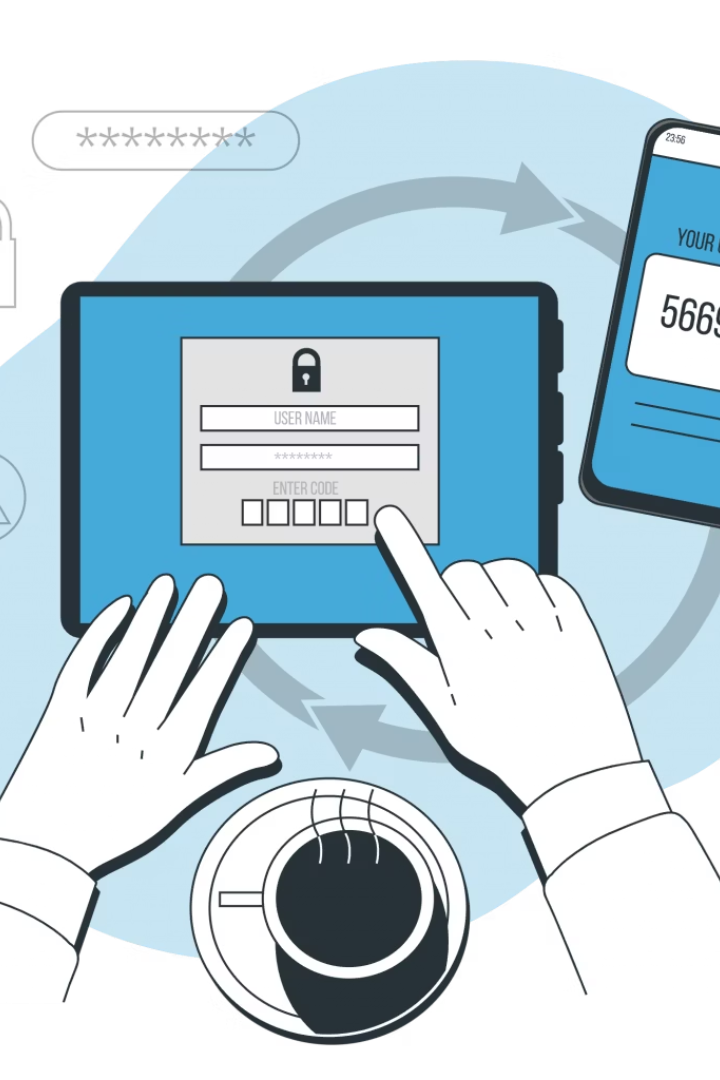 ********
23:56
YOUR
5669
USER NAME
********
ENTER CODE